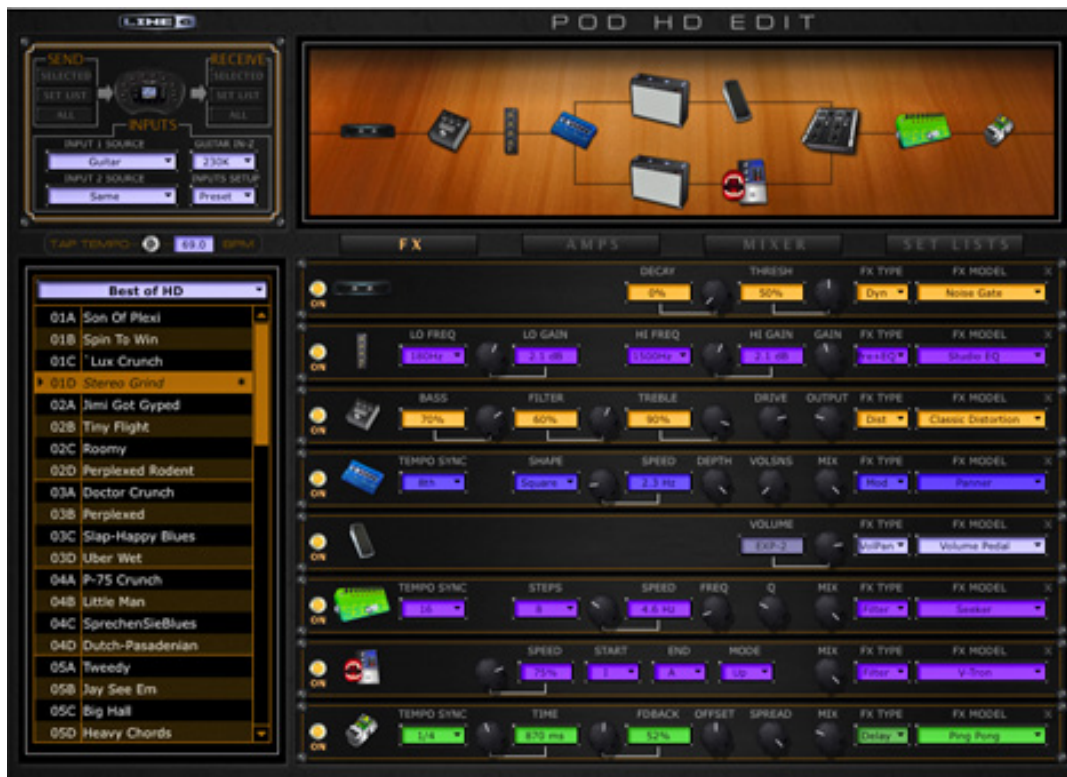 LINE 6
POD HD EDIT
SEND
RECEIVE
SELECTED
SELECTED
SET LIST
SET LIST
ALL
ALL
INPUTS
INPUT 1 SOURCE
GUITAR IN-Z
Guitar
230K
INPUT 2 SOURCE
INPUTS SETUP
Same
Preset
TAP TEMPO
69.0
BPM
FX
AMPS
MIXER
SET LISTS
Best of HD
01A Son Of Plexi
01B Spin To Win
01C `Lux Crunch
01D Stereo Grind *
02A Jimi Got Gyped
02B Tiny Flight
02C Roomy
02D Perplexed Rodent
03A Doctor Crunch
03B Perplexed
03C Slap-Happy Blues
03D Uber Wet
04A P-75 Crunch
04B Little Man
04C SprechenSieBlues
04D Dutch-Pasadenian
05A Tweedy
05B Jay See Em
05C Big Hall
05D Heavy Chords
DECAY THRESH FX TYPE FX MODEL X
ON 0% 50% Dyn Noise Gate
LO FREQ LO GAIN HI FREQ HI GAIN GAIN FX TYPE FX MODEL X
ON 180Hz 2.1 dB 1500Hz 2.1 dB re+EQ Studio EQ
BASS FILTER TREBLE DRIVE OUTPUT FX TYPE FX MODEL X
ON 70% 60% 90% Dist Classic Distortion
TEMPO SYNC SHAPE SPEED DEPTH VOLSNS MIX FX TYPE FX MODEL X
ON 8th Square 2.3 Hz Mod Panner
VOLUME FX TYPE FX MODEL X
ON EXP-2 VolPan Volume Pedal
TEMPO SYNC STEPS SPEED FREQ Q MIX FX TYPE FX MODEL X
ON 16 8 4.6 Hz Filter Seeker
SPEED START END MODE MIX FX TYPE FX MODEL X
ON 75% A Up Filter V-Tron
TEMPO SYNC TIME FDBACK OFFSET SPREAD MIX FX TYPE FX MODEL X
ON 1/4 870 ms 52% Delay Ping Pong